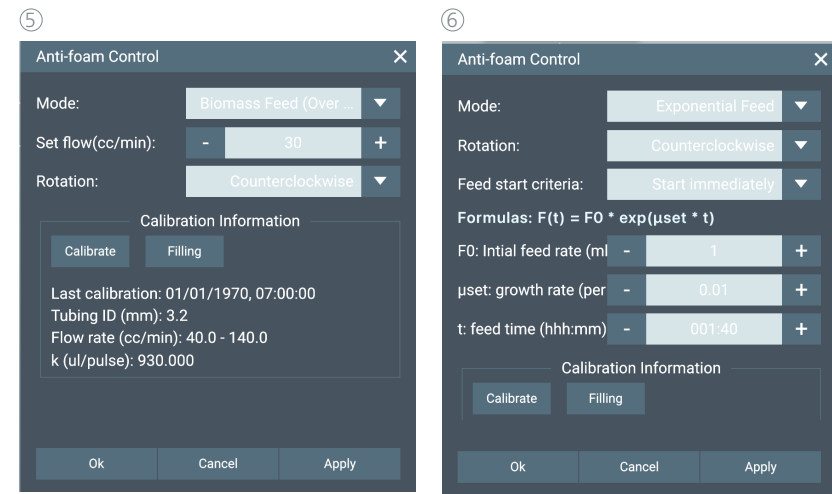 ⑤
Anti-foam Control ×
Mode: Biomass Feed (Over ... ▼
Set flow(cc/min): - 30 +
Rotation: Counterclockwise ▼
Calibration Information
Calibrate Filling
Last calibration: 01/01/1970, 07:00:00
Tubing ID (mm): 3.2
Flow rate (cc/min): 40.0 - 140.0
k (ul/pulse): 930.000
Ok Cancel Apply
⑥
Anti-foam Control ×
Mode: Exponential Feed ▼
Rotation: Counterclockwise ▼
Feed start criteria: Start immediately ▼
Formulas: F(t) = F0 * exp(μset * t)
F0: Intial feed rate (ml - 1 +
μset: growth rate (per - 0.01 +
t: feed time (hhh:mm) - 001:40 +
Calibration Information
Calibrate Filling
Ok Cancel Apply